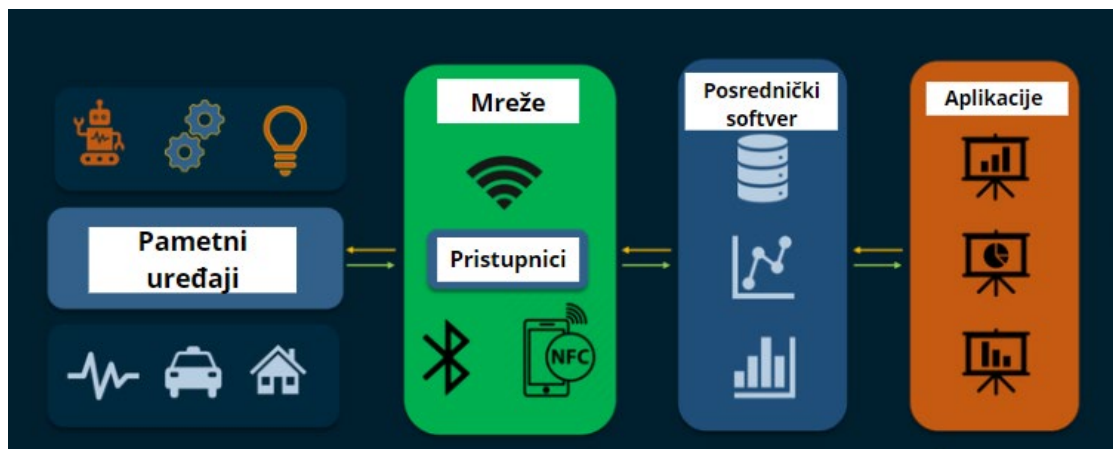 Pametni
uređaji
Mreže
Pristupnici
NFC
Posrednički
softver
Aplikacije